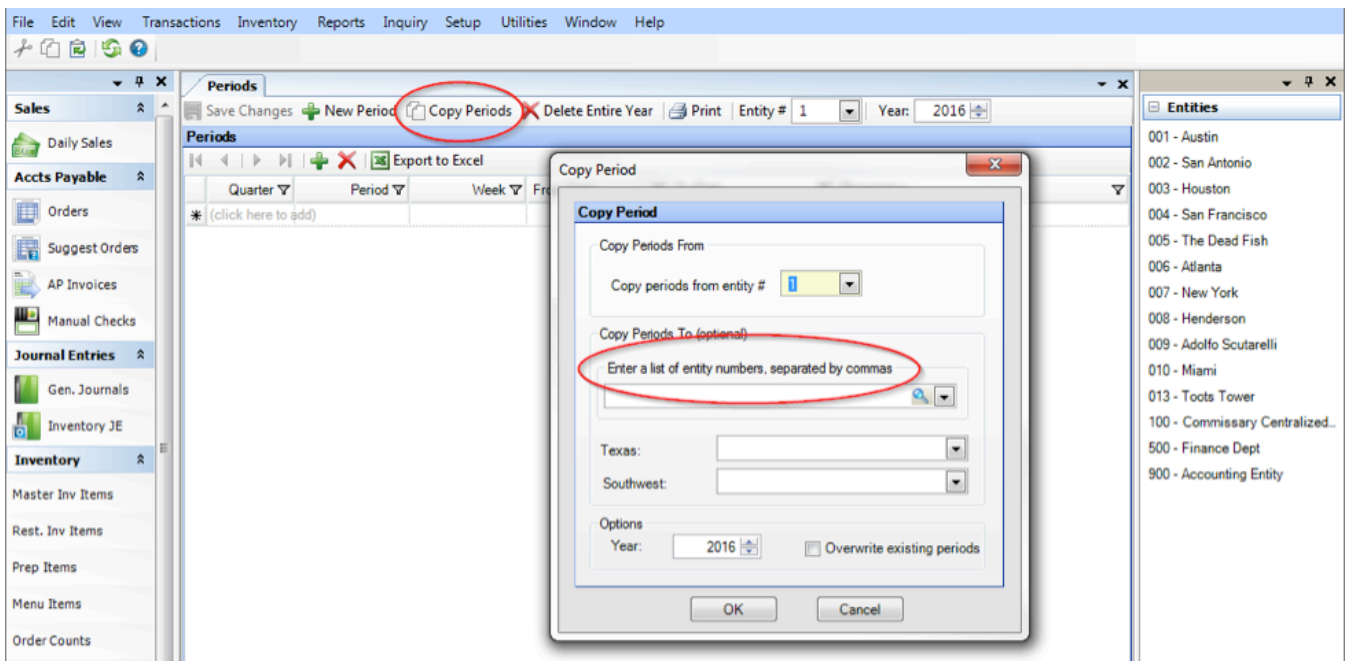 File Edit View Transactions Inventory Reports Inquiry Setup Utilities Window Help
Periods
Save Changes New Period Copy Periods Delete Entire Year Print Entity # 1 Year: 2016
Periods
Export to Excel
Quarter Period Week
(click here to add)
Sales
Daily Sales
Accts Payable
Orders
Suggest Orders
AP Invoices
Manual Checks
Journal Entries
Gen. Journals
Inventory JE
Inventory
Master Inv Items
Rest. Inv Items
Prep Items
Menu Items
Order Counts
Copy Period
Copy Period
Copy Periods From
Copy periods from entity # 1
Copy Periods To (optional)
Enter a list of entity numbers, separated by commas
Texas:
Southwest:
Options
Year: 2016 Overwrite existing periods
OK Cancel
Entities
001 - Austin
002 - San Antonio
003 - Houston
004 - San Francisco
005 - The Dead Fish
006 - Atlanta
007 - New York
008 - Henderson
009 - Adolfo Scutarelli
010 - Miami
013 - Toots Tower
100 - Commissary Centralized...
500 - Finance Dept
900 - Accounting Entity